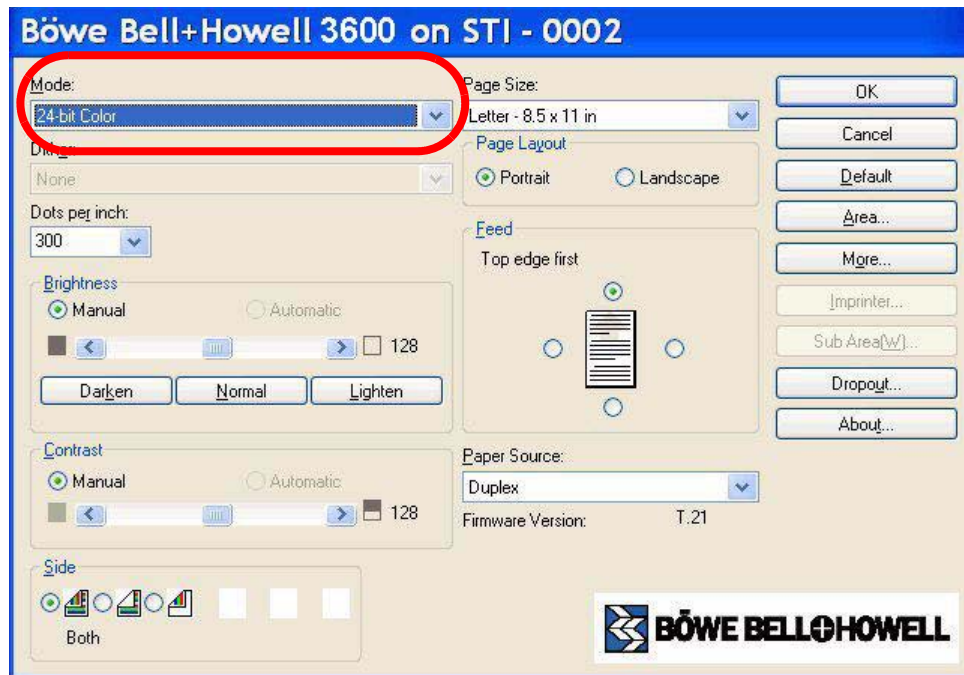 Böwe Bell+Howell 3600 on STI - 0002
Mode:
24-bit Color
Dither:
None
Dots per inch:
300
Brightness
Manual
Automatic
128
Darken
Normal
Lighten
Contrast
Manual
Automatic
128
Side
Both
Page Size:
Letter - 8.5 x 11 in
Page Layout
Portrait
Landscape
Feed
Top edge first
Paper Source:
Duplex
Firmware Version: T.21
OK
Cancel
Default
Area...
More...
Imprinter...
Sub Area(W)...
Dropout...
About...
BÖWE BELL+HOWELL